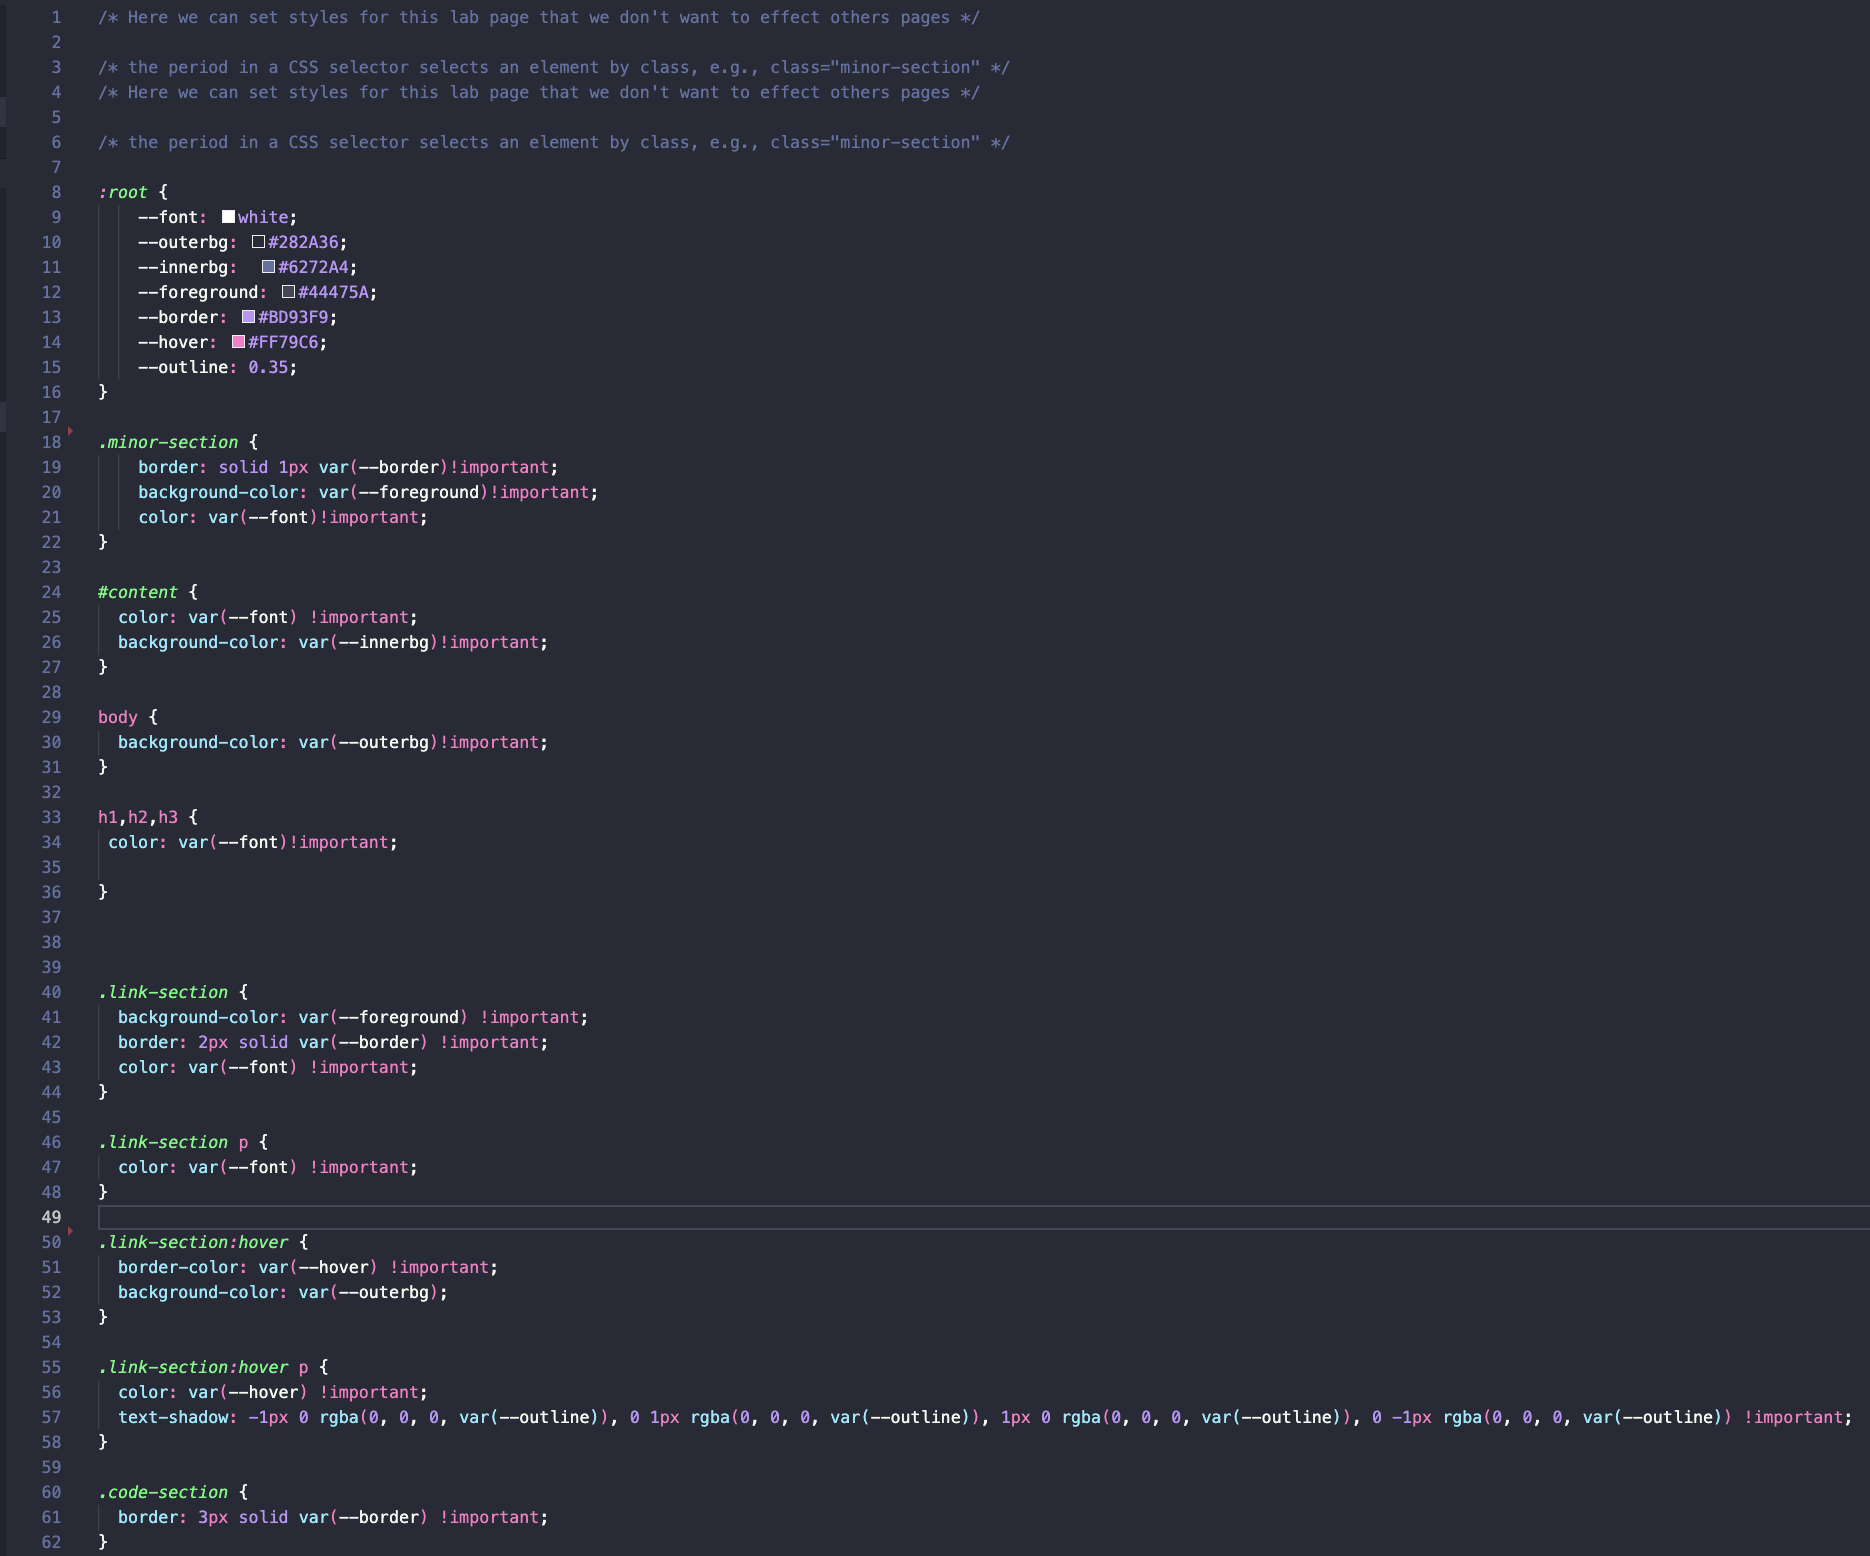 1 /* Here we can set styles for this lab page that we don't want to effect others pages */
2
3 /* the period in a CSS selector selects an element by class, e.g., class="minor-section" */
4 /* Here we can set styles for this lab page that we don't want to effect others pages */
5
6 /* the period in a CSS selector selects an element by class, e.g., class="minor-section" */
7
8 :root {
9     --font: white;
10     --outerbg: #282A36;
11     --innerbg:  #6272A4;
12     --foreground: #44475A;
13     --border: #BD93F9;
14     --hover: #FF79C6;
15     --outline: 0.35;
16 }
17
18 .minor-section {
19     border: solid 1px var(--border)!important;
20     background-color: var(--foreground)!important;
21     color: var(--font)!important;
22 }
23
24 #content {
25   color: var(--font) !important;
26   background-color: var(--innerbg)!important;
27 }
28
29 body {
30   background-color: var(--outerbg)!important;
31 }
32
33 h1,h2,h3 {
34  color: var(--font)!important;
35
36 }
37
38
39
40 .link-section {
41   background-color: var(--foreground) !important;
42   border: 2px solid var(--border) !important;
43   color: var(--font) !important;
44 }
45
46 .link-section p {
47   color: var(--font) !important;
48 }
49
50 .link-section:hover {
51   border-color: var(--hover) !important;
52   background-color: var(--outerbg);
53 }
54
55 .link-section:hover p {
56   color: var(--hover) !important;
57   text-shadow: -1px 0 rgba(0, 0, 0, var(--outline)), 0 1px rgba(0, 0, 0, var(--outline)), 1px 0 rgba(0, 0, 0, var(--outline)), 0 -1px rgba(0, 0, 0, var(--outline)) !important;
58 }
59
60 .code-section {
61   border: 3px solid var(--border) !important;
62 }